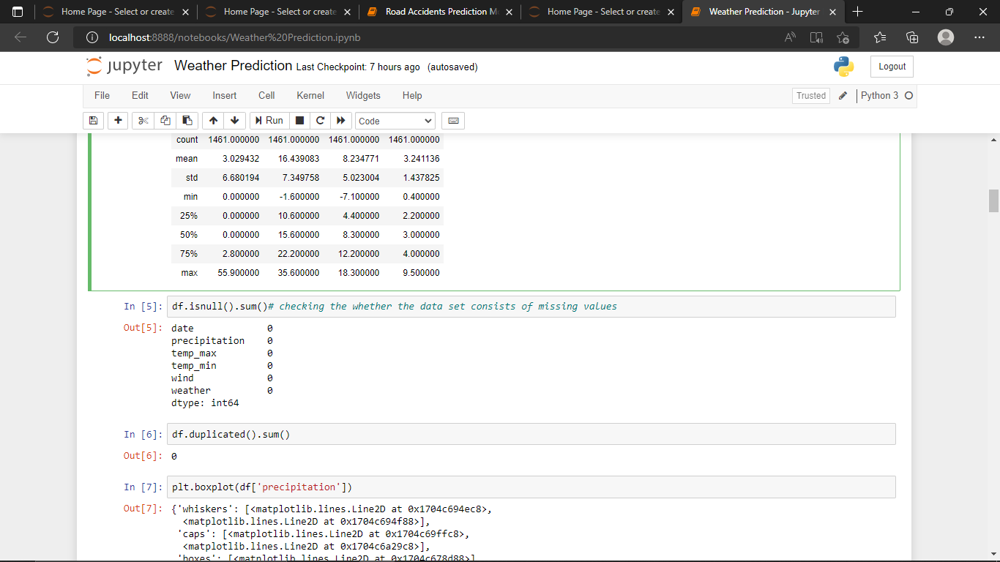 Home Page - Select or create
Home Page - Select or create
Road Accidents Prediction M
Home Page - Select or create
Weather Prediction - Jupyter
localhost:8888/notebooks/Weather%20Prediction.ipynb
jupyter Weather Prediction Last Checkpoint: 7 hours ago (autosaved)
Logout
File Edit View Insert Cell Kernel Widgets Help
Trusted Python 3
Run Code
count 1461.000000 1461.000000 1461.000000 1461.000000
mean 3.029432 16.439083 8.234771 3.241136
std 6.680194 7.349758 5.023004 1.437825
min 0.000000 -1.600000 -7.100000 0.400000
25% 0.000000 10.600000 4.400000 2.200000
50% 0.000000 15.600000 8.300000 3.000000
75% 2.800000 22.200000 12.200000 4.000000
max 55.900000 35.600000 18.300000 9.500000
In [5]: df.isnull().sum()# checking the whether the data set consists of missing values
Out[5]: date 0
precipitation 0
temp_max 0
temp_min 0
wind 0
weather 0
dtype: int64
In [6]: df.duplicated().sum()
Out[6]: 0
In [7]: plt.boxplot(df['precipitation'])
Out[7]: {'whiskers': [<matplotlib.lines.Line2D at 0x1704c694ec8>,
<matplotlib.lines.Line2D at 0x1704c694f88>],
'caps': [<matplotlib.lines.Line2D at 0x1704c69ffc8>,
<matplotlib.lines.Line2D at 0x1704c6a29c8>],
'boxes': [<matplotlib.lines.Line2D at 0x1704c678d88>]